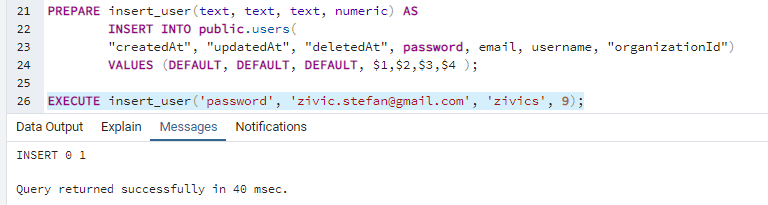 21 PREPARE insert_user(text, text, text, numeric) AS
22 INSERT INTO public.users(
23 "createdAt", "updatedAt", "deletedAt", password, email, username, "organizationId")
24 VALUES (DEFAULT, DEFAULT, DEFAULT, $1,$2,$3,$4 );
25
26 EXECUTE insert_user('password', 'zivic.stefan@gmail.com', 'zivics', 9);
Data Output Explain Messages Notifications
INSERT 0 1
Query returned successfully in 40 msec.